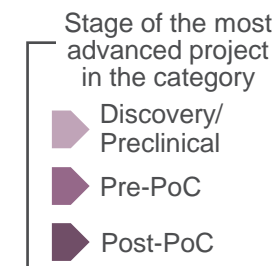 Stage of the most
advanced project
in the category
Discovery/
Preclinical
Pre-PoC
Post-PoC